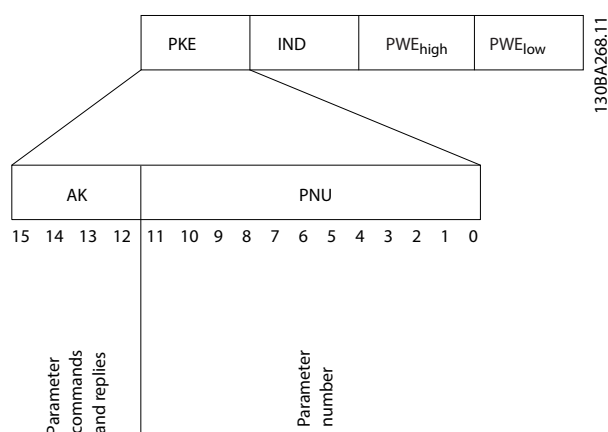 PKE IND PWEhigh PWElow
130BA268.11
AK PNU
15 14 13 12 11 10 9 8 7 6 5 4 3 2 1 0
Parameter
commands
and replies
Parameter
number